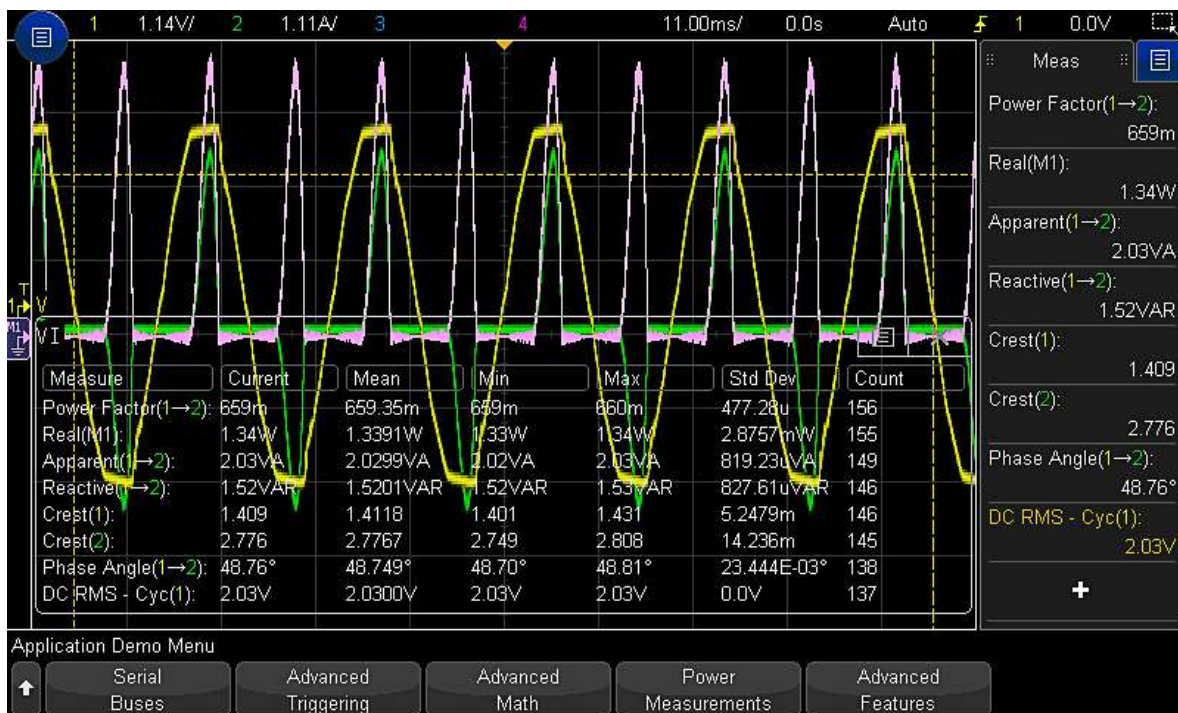 1 1.14V/ 2 1.11A/ 3 4 11.00ms/ 0.0s Auto 1 0.0V
Meas
Power Factor(1→2):
659m
Real(M1):
1.34W
Apparent(1→2):
2.03VA
Reactive(1→2):
1.52VAR
Crest(1):
1.409
Crest(2):
2.776
Phase Angle(1→2):
48.76°
DC RMS - Cyc(1):
2.03V
T
1 V
M1 VI
Measure Current Mean Min Max Std Dev Count
Power Factor(1→2): 659m 659.35m 659m 660m 477.28u 156
Real(M1): 1.34W 1.3391W 1.33W 1.34W 2.8757mW 155
Apparent(1→2): 2.03VA 2.0299VA 2.02VA 2.03VA 819.23uVA 149
Reactive(1→2): 1.52VAR 1.5201VAR 1.52VAR 1.53VAR 827.61uVAR 146
Crest(1): 1.409 1.4118 1.401 1.431 5.2479m 146
Crest(2): 2.776 2.7767 2.749 2.808 14.236m 145
Phase Angle(1→2): 48.76° 48.749° 48.70° 48.81° 23.444E-03° 138
DC RMS - Cyc(1): 2.03V 2.0300V 2.03V 2.03V 0.0V 137
Application Demo Menu
Serial Buses
Advanced Triggering
Advanced Math
Power Measurements
Advanced Features